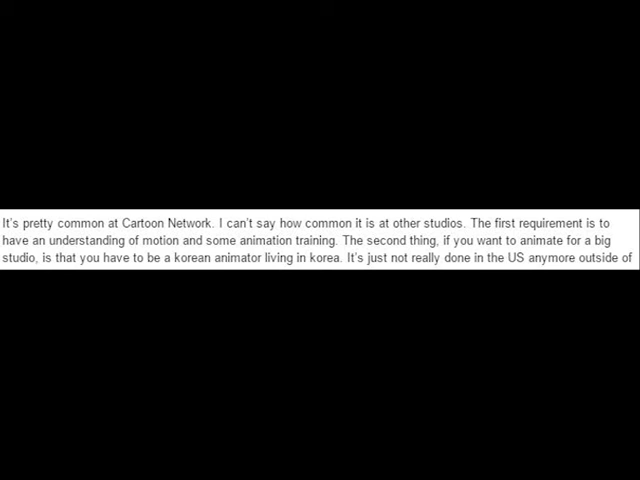 It's pretty common at Cartoon Network. I can't say how common it is at other studios. The first requirement is to
have an understanding of motion and some animation training. The second thing, if you want to animate for a big
studio, is that you have to be a korean animator living in korea. It's just not really done in the US anymore outside of